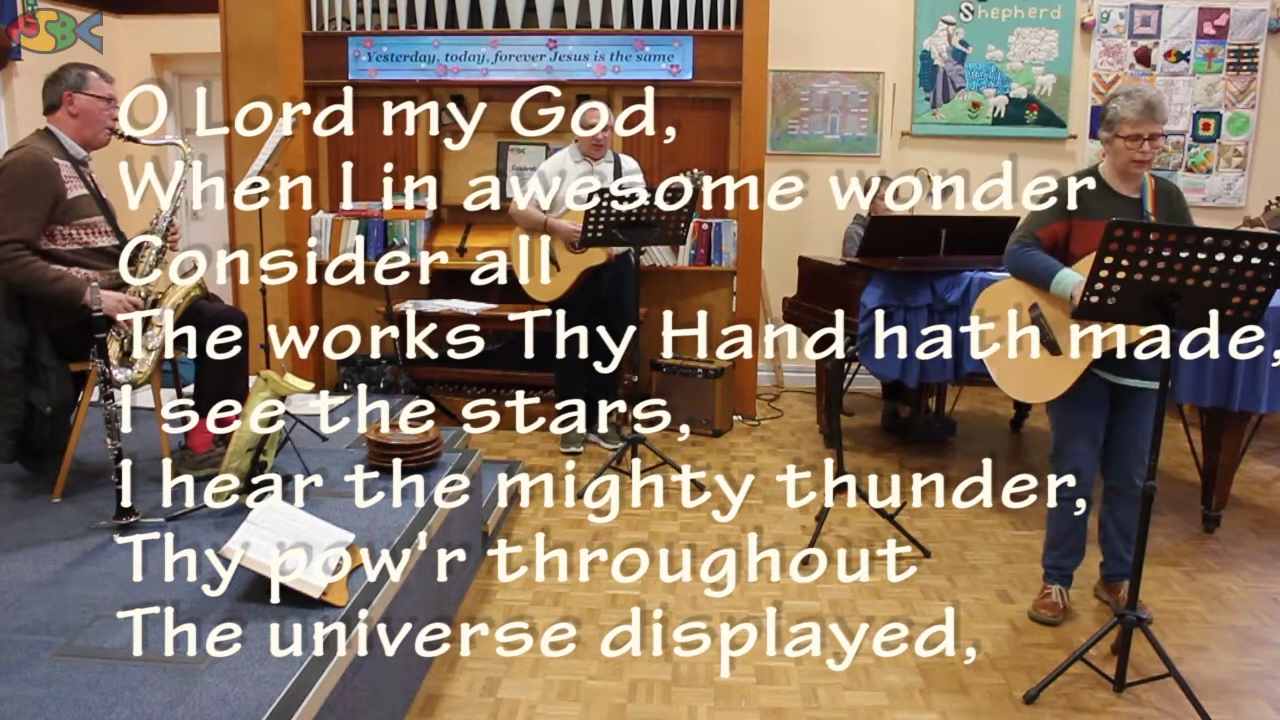 PSBC
Yesterday, today, forever Jesus is the same
Shepherd
O Lord my God,
When I in awesome wonder
Consider all
The works Thy Hand hath made,
I see the stars,
I hear the mighty thunder,
Thy pow'r throughout
The universe displayed,